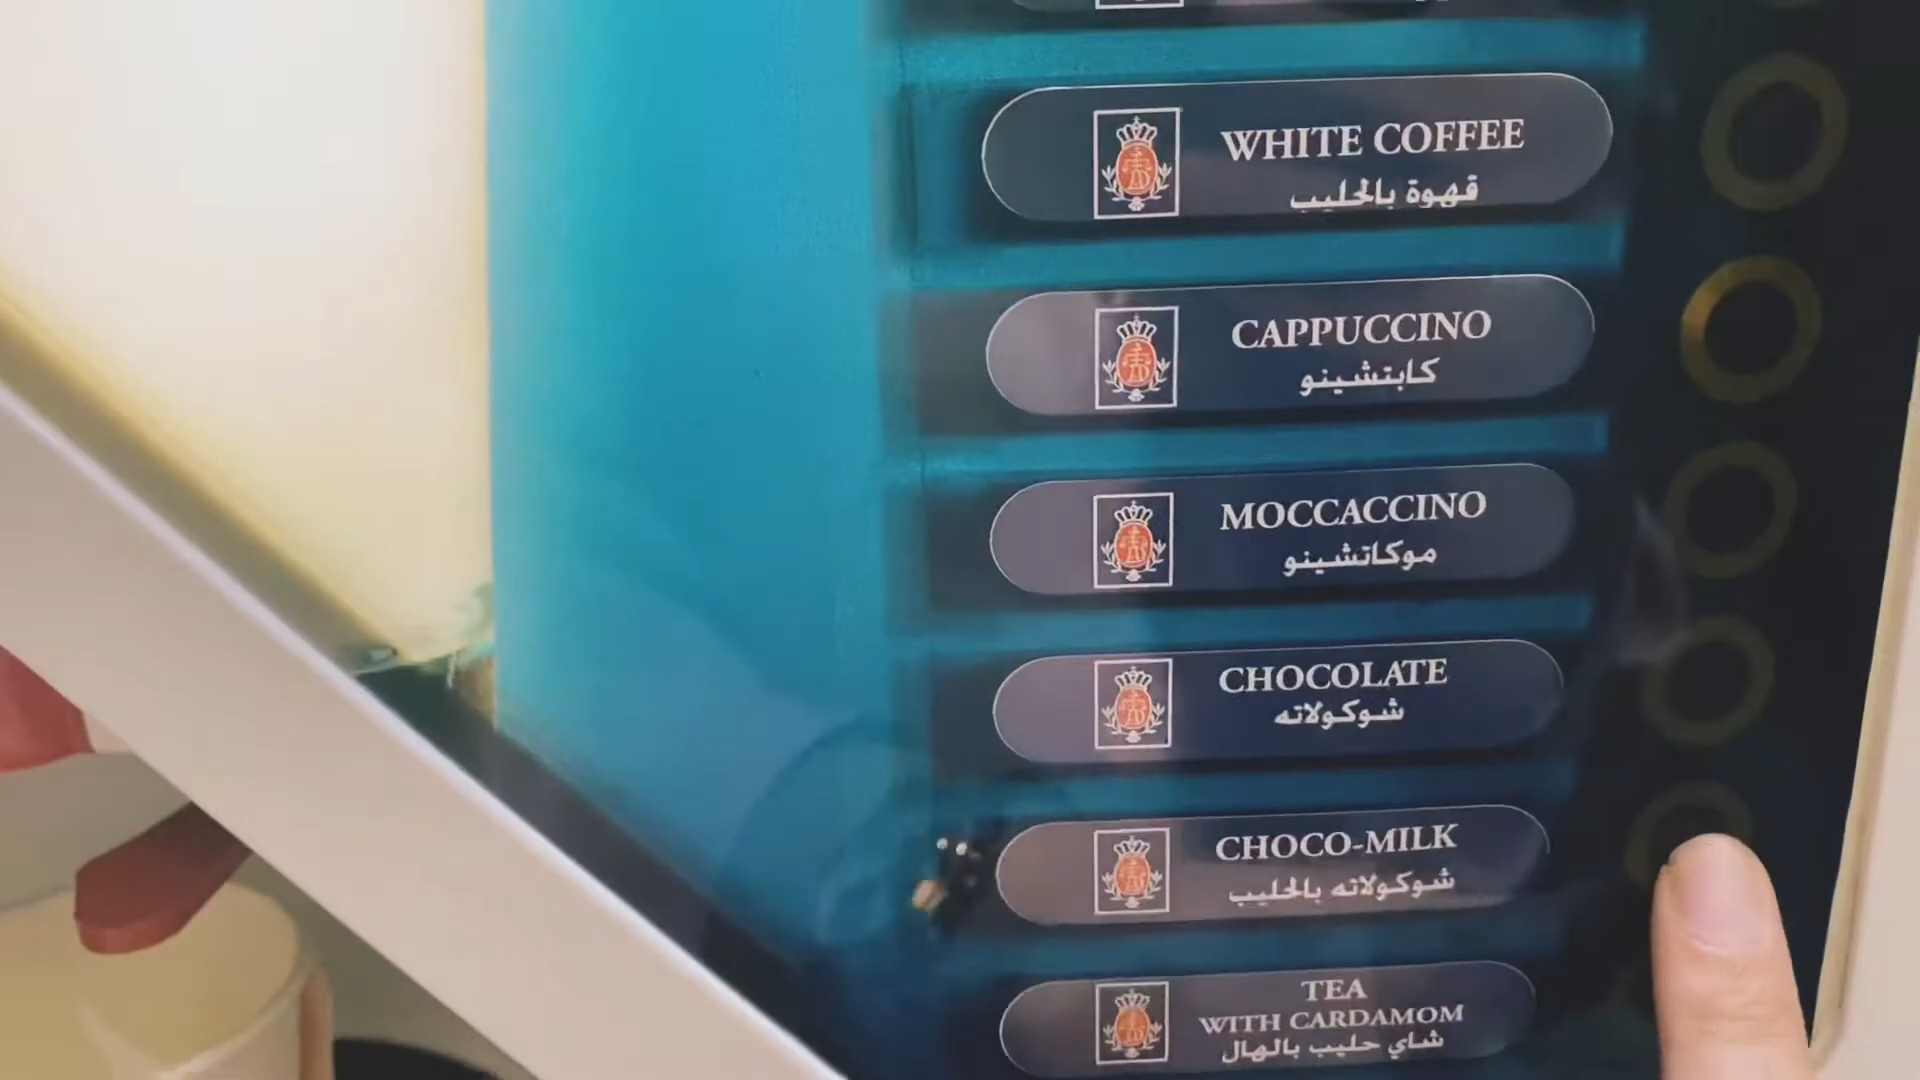 WHITE COFFEE
قهوة بالحليب
CAPPUCCINO
كابتشينو
MOCCACCINO
موكاتشينو
CHOCOLATE
شوكولاته
CHOCO-MILK
شوكولاته بالحليب
TEA
WITH CARDAMOM
شاي حليب بالهال